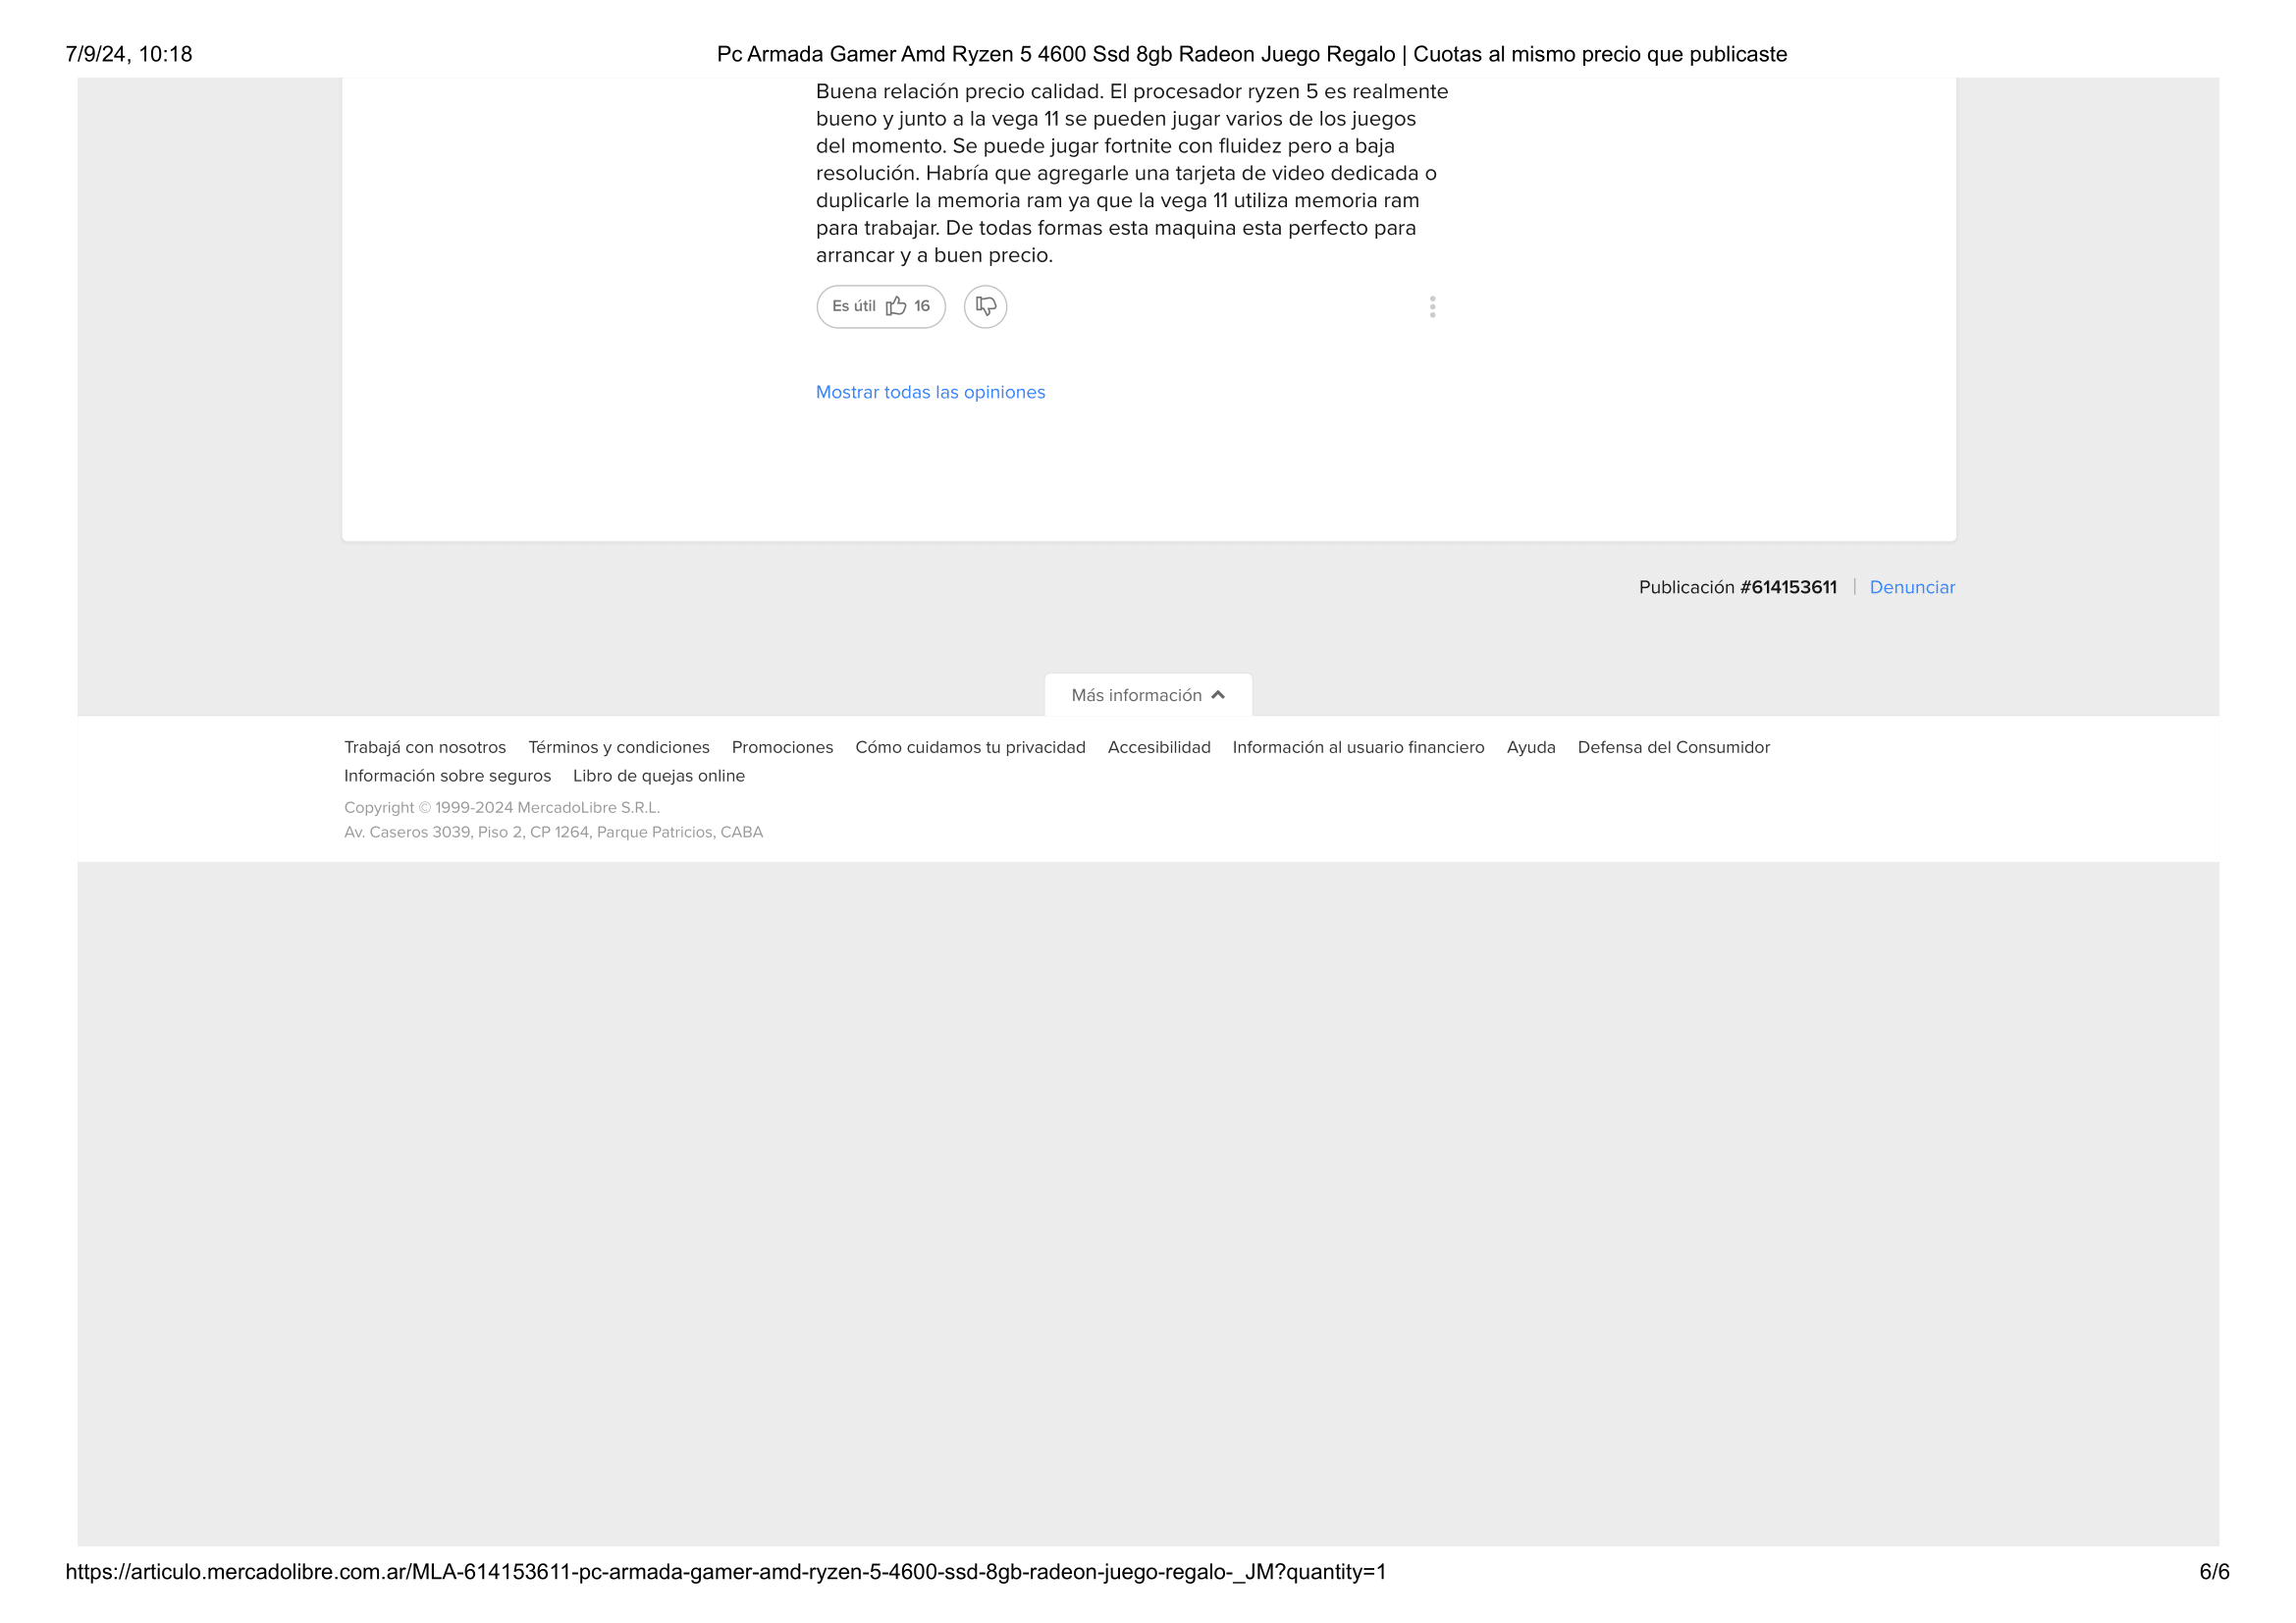 7/9/24, 10:18
Pc Armada Gamer Amd Ryzen 5 4600 Ssd 8gb Radeon Juego Regalo | Cuotas al mismo precio que publicaste
Buena relación precio calidad. El procesador ryzen 5 es realmente
bueno y junto a la vega 11 se pueden jugar varios de los juegos
del momento. Se puede jugar fortnite con fluidez pero a baja
resolución. Habría que agregarle una tarjeta de video dedicada o
duplicarle la memoria ram ya que la vega 11 utiliza memoria ram
para trabajar. De todas formas esta maquina esta perfecto para
arrancar y a buen precio.
Es útil 16
Mostrar todas las opiniones
Publicación #614153611 | Denunciar
Más información
Trabajá con nosotros Términos y condiciones Promociones Cómo cuidamos tu privacidad Accesibilidad Información al usuario financiero Ayuda Defensa del Consumidor
Información sobre seguros Libro de quejas online
Copyright © 1999-2024 MercadoLibre S.R.L.
Av. Caseros 3039, Piso 2, CP 1264, Parque Patricios, CABA
https://articulo.mercadolibre.com.ar/MLA-614153611-pc-armada-gamer-amd-ryzen-5-4600-ssd-8gb-radeon-juego-regalo-_JM?quantity=1
6/6